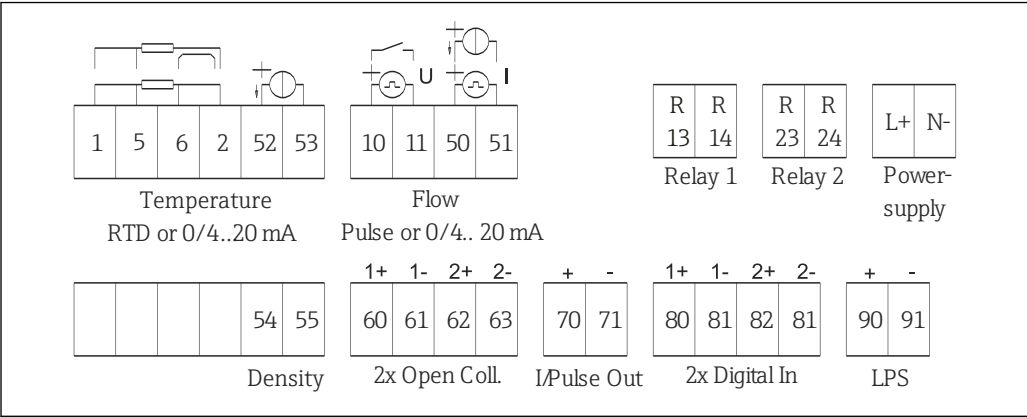 U I
1 5 6 2 52 53
10 11 50 51
R R
13 14
R R
23 24
L+ N-
Temperature
RTD or 0/4..20 mA
Flow
Pulse or 0/4.. 20 mA
Relay 1
Relay 2
Power-
supply
54 55
Density
1+ 1- 2+ 2-
60 61 62 63
2x Open Coll.
+ -
70 71
I/Pulse Out
1+ 1- 2+ 2-
80 81 82 81
2x Digital In
+ -
90 91
LPS